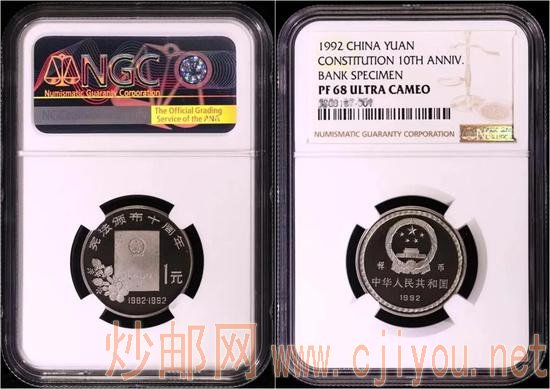 NGC
Numismatic Guaranty Corporation
The Official Grading
Service of the ANA
宪法颁布十周年
1元
1982-1992
1992 CHINA YUAN
CONSTITUTION 10TH ANNIV.
BANK SPECIMEN
PF 68 ULTRA CAMEO
NUMISMATIC GUARANTY CORPORATION
NGC
样 币
中华人民共和国
1992
炒邮网
www.cjiyou.net